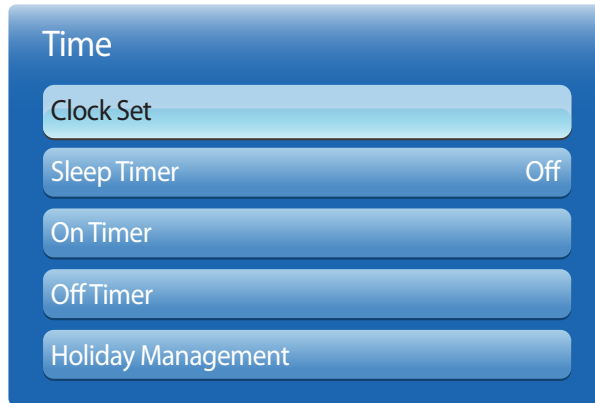 Time
Clock Set
Sleep Timer Off
On Timer
Off Timer
Holiday Management